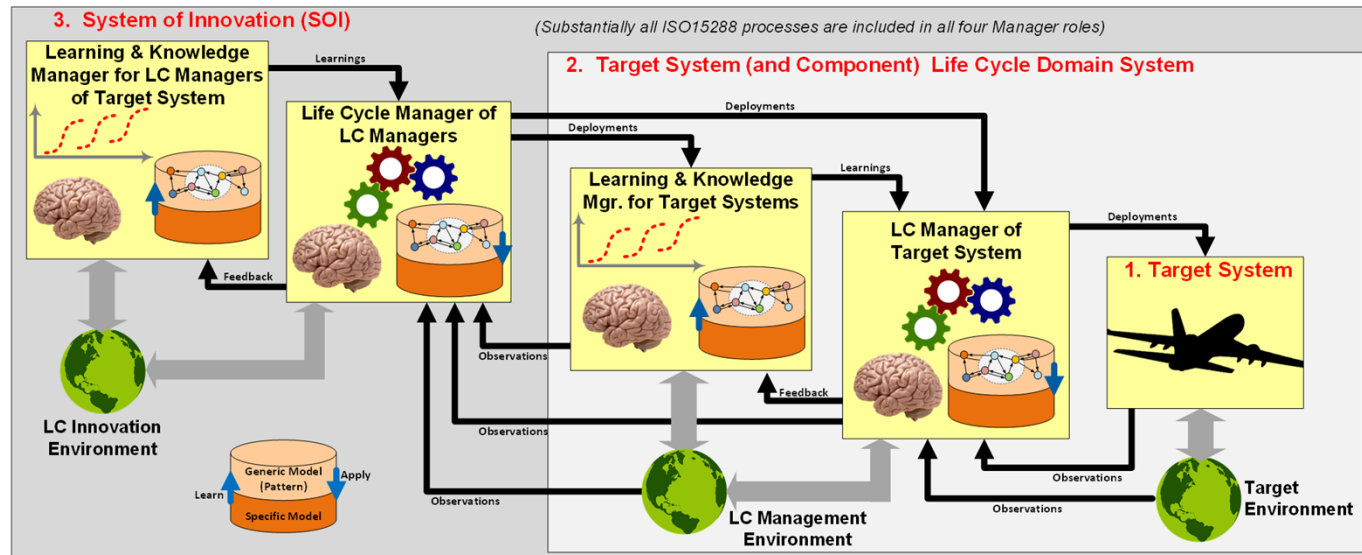 3. System of Innovation (SOI)
(Substantially all ISO15288 processes are included in all four Manager roles)
Learning & Knowledge
Manager for LC Managers
of Target System
Learnings
2. Target System (and Component) Life Cycle Domain System
Life Cycle Manager of
LC Managers
Deployments
Deployments
Learning & Knowledge
Mgr. for Target Systems
Learnings
LC Manager of
Target System
Deployments
1. Target System
Feedback
Observations
Feedback
Observations
Observations
Observations
Observations
LC Innovation
Environment
LC Management
Environment
Target
Environment
Generic Model
(Pattern)
Learn
Apply
Specific Model